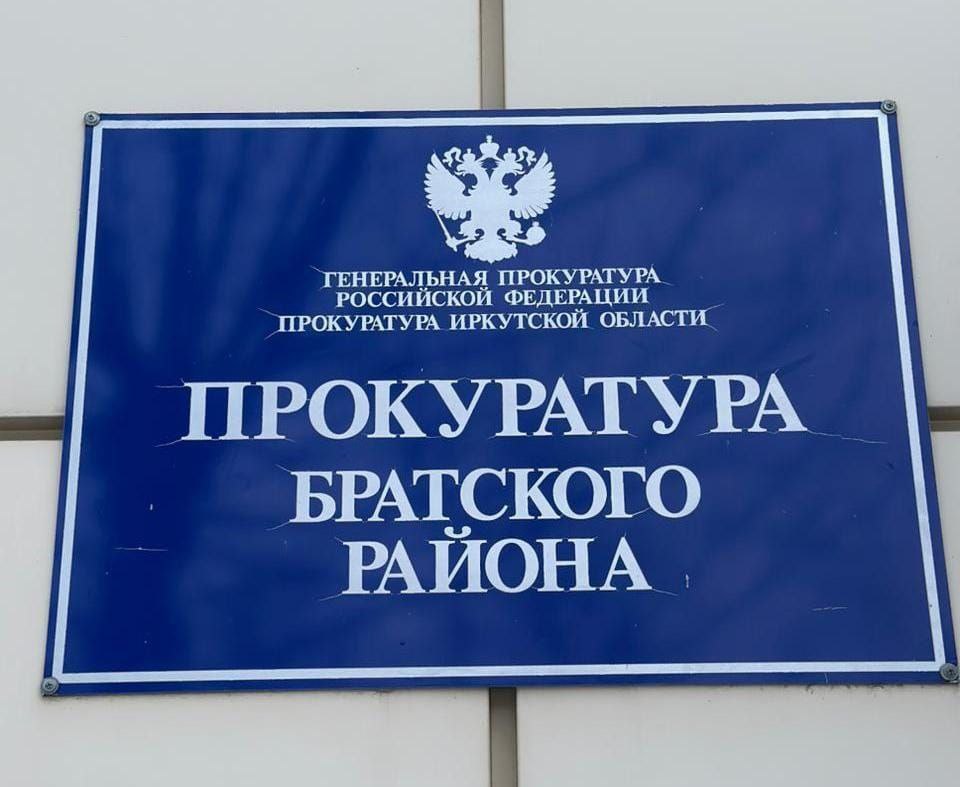 ГЕНЕРАЛЬНАЯ ПРОКУРАТУРА
РОССИЙСКОЙ ФЕДЕРАЦИИ
ПРОКУРАТУРА ИРКУТСКОЙ ОБЛАСТИ
ПРОКУРАТУРА
БРАТСКОГО
РАЙОНА